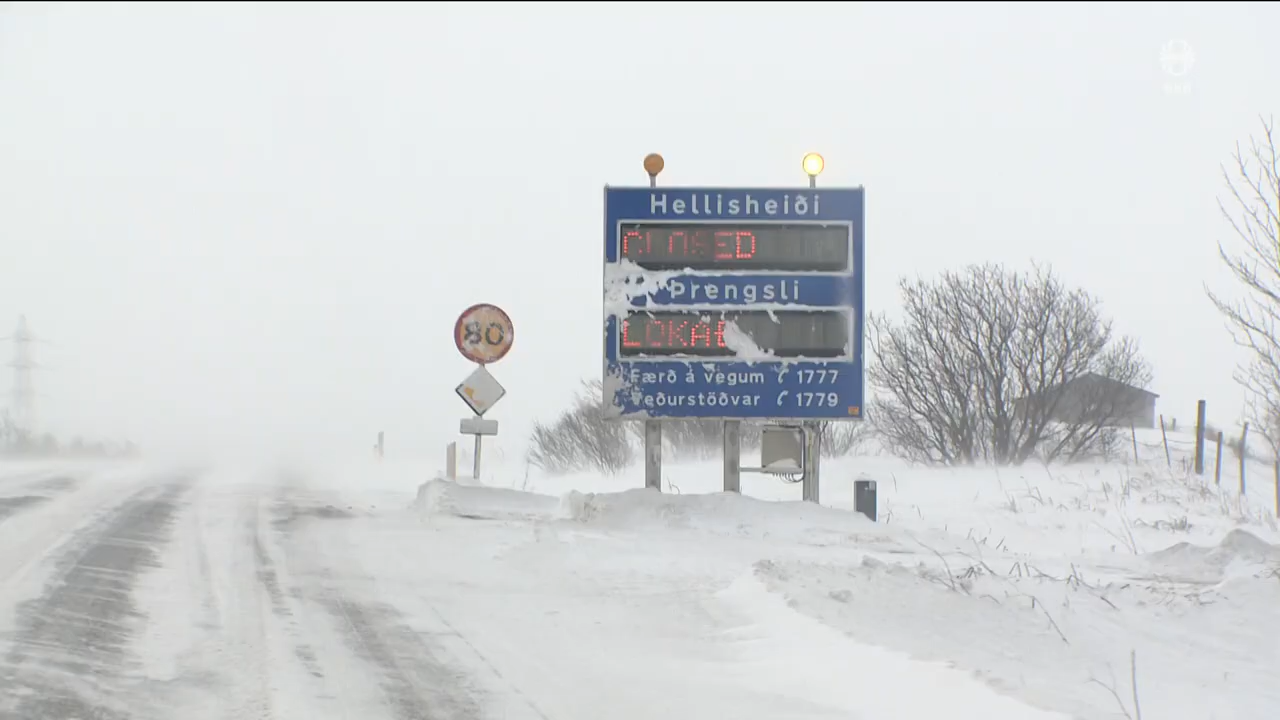 Hellisheiði
CLOSED
Þrengsli
LOKAÐ
Færð á vegum 1777
Veðurstöðvar 1779
80